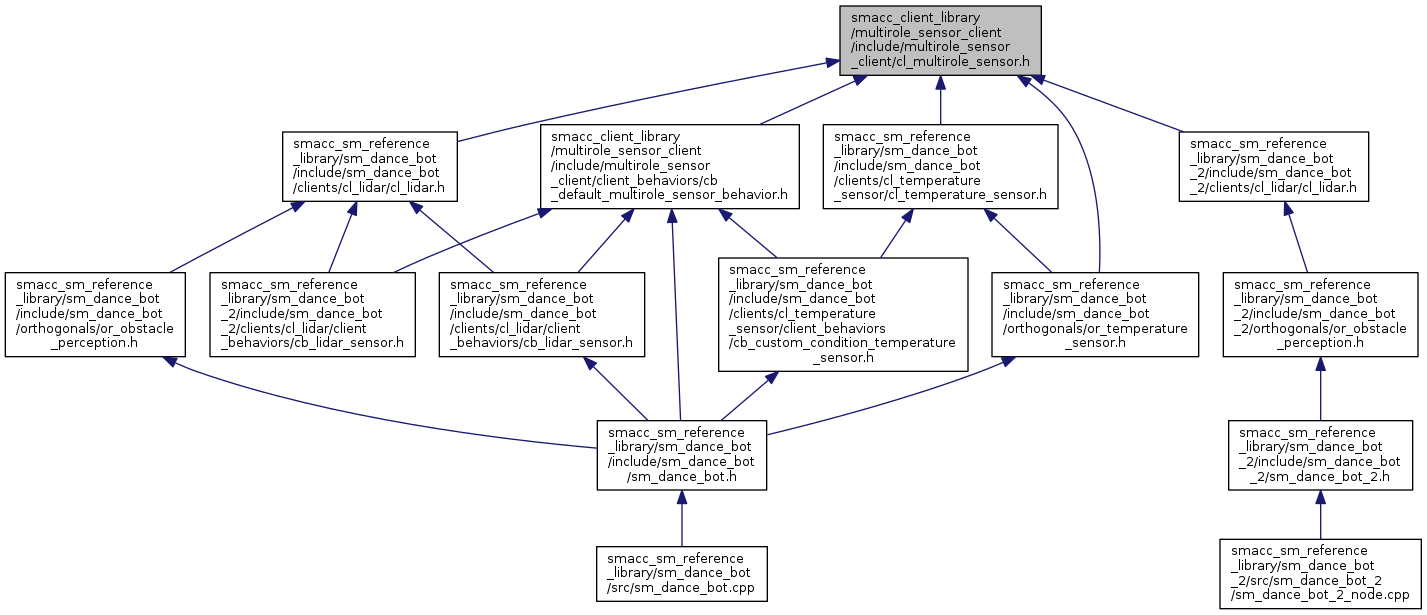 smacc_client_library
/multirole_sensor_client
/include/multirole_sensor
_client/cl_multirole_sensor.h
smacc_sm_reference
_library/sm_dance_bot
/include/sm_dance_bot
/clients/cl_lidar/cl_lidar.h
smacc_client_library
/multirole_sensor_client
/include/multirole_sensor
_client/client_behaviors/cb
_default_multirole_sensor_behavior.h
smacc_sm_reference
_library/sm_dance_bot
/include/sm_dance_bot
/clients/cl_temperature
_sensor/cl_temperature_sensor.h
smacc_sm_reference
_library/sm_dance_bot
_2/include/sm_dance_bot
_2/clients/cl_lidar/cl_lidar.h
smacc_sm_reference
_library/sm_dance_bot
/include/sm_dance_bot
/orthogonals/or_obstacle
_perception.h
smacc_sm_reference
_library/sm_dance_bot
_2/include/sm_dance_bot
_2/clients/cl_lidar/client
_behaviors/cb_lidar_sensor.h
smacc_sm_reference
_library/sm_dance_bot
/include/sm_dance_bot
/clients/cl_lidar/client
_behaviors/cb_lidar_sensor.h
smacc_sm_reference
_library/sm_dance_bot
/include/sm_dance_bot
/clients/cl_temperature
_sensor/client_behaviors
/cb_custom_condition_temperature
_sensor.h
smacc_sm_reference
_library/sm_dance_bot
/include/sm_dance_bot
/orthogonals/or_temperature
_sensor.h
smacc_sm_reference
_library/sm_dance_bot
_2/include/sm_dance_bot
_2/orthogonals/or_obstacle
_perception.h
smacc_sm_reference
_library/sm_dance_bot
/include/sm_dance_bot
/sm_dance_bot.h
smacc_sm_reference
_library/sm_dance_bot
_2/include/sm_dance_bot
_2/sm_dance_bot_2.h
smacc_sm_reference
_library/sm_dance_bot
/src/sm_dance_bot.cpp
smacc_sm_reference
_library/sm_dance_bot
_2/src/sm_dance_bot_2
/sm_dance_bot_2_node.cpp